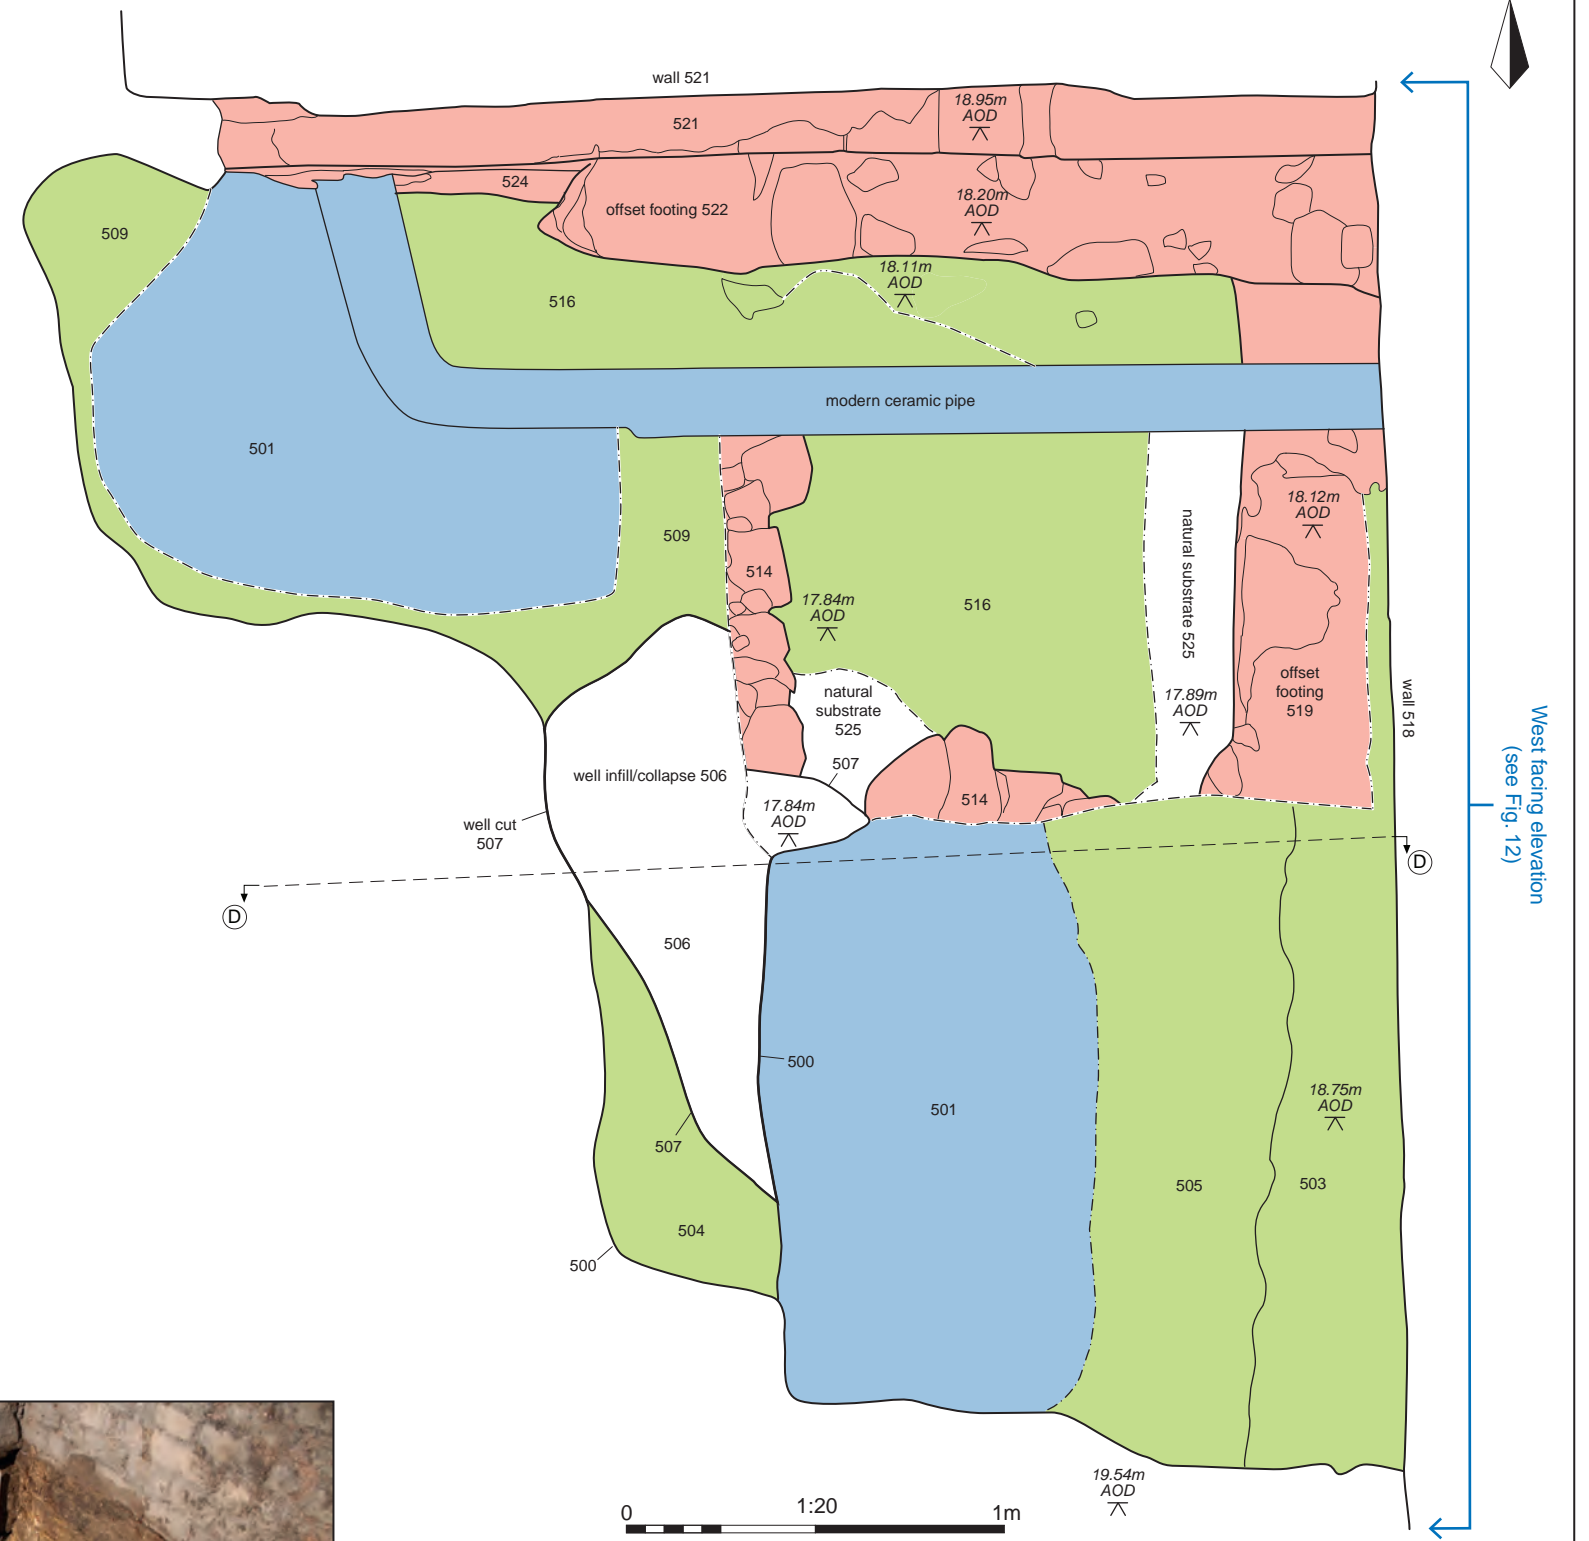 wall 521
18.95m
AOD
521
524
offset footing 522
18.20m
AOD
509
18.11m
AOD
516
modern ceramic pipe
501
509
514
17.84m
AOD
516
natural substrate 525
18.12m
AOD
offset
footing
519
wall 518
17.89m
AOD
natural
substrate
525
507
well infill/collapse 506
17.84m
AOD
514
well cut
507
D
D
West facing elevation
(see Fig. 12)
506
500
501
18.75m
AOD
507
505
503
504
500
19.54m
AOD
0
1:20
1m